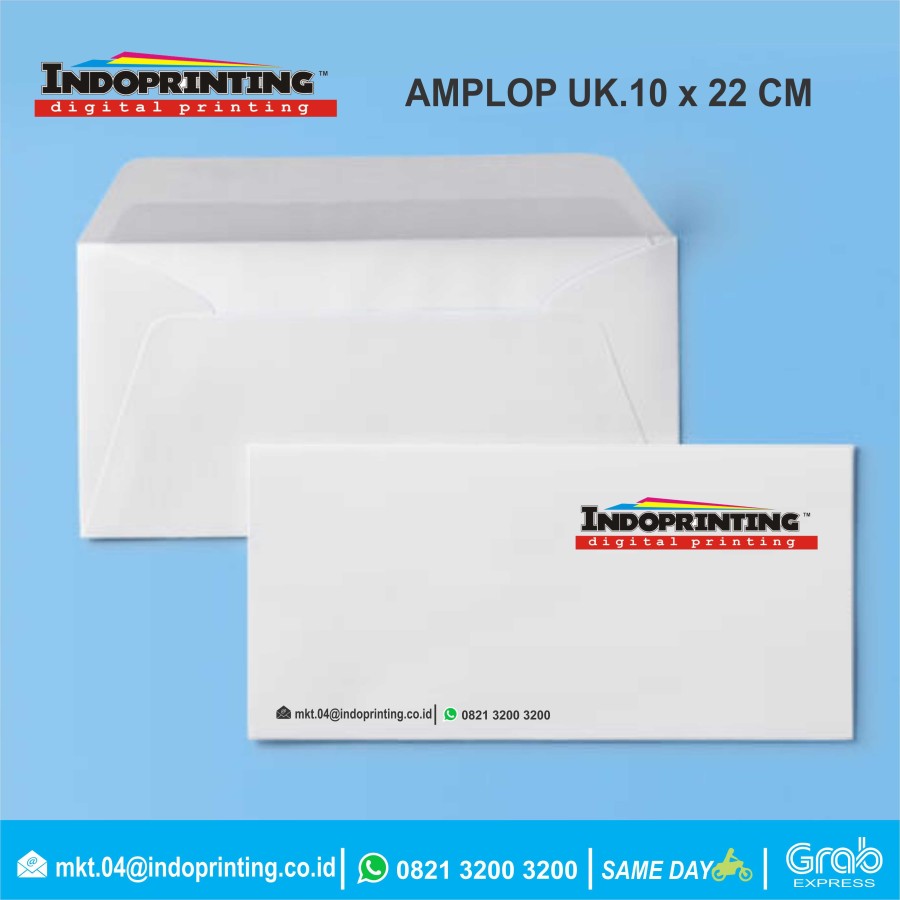 INDOPRINTING™
digital printing
AMPLOP UK.10 x 22 CM
INDOPRINTING™
digital printing
mkt.04@indoprinting.co.id| 0821 3200 3200
mkt.04@indoprinting.co.id| 0821 3200 3200 |SAME DAY| Grab
EXPRESS